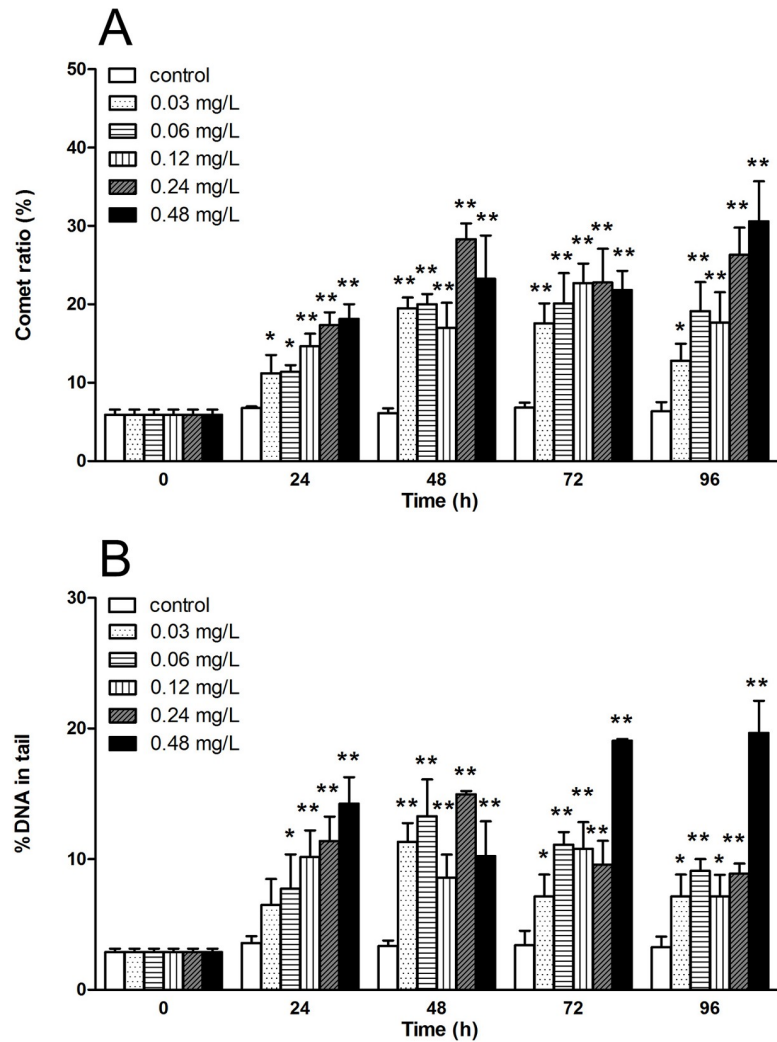 A
50
40
30
20
10
0
Comet ratio (%)
control
0.03 mg/L
0.06 mg/L
0.12 mg/L
0.24 mg/L
0.48 mg/L
* * ** ** **
** ** ** ** **
** ** ** ** **
* ** ** ** **
0 24 48 72 96
Time (h)
B
30
20
10
0
%DNA in tail
control
0.03 mg/L
0.06 mg/L
0.12 mg/L
0.24 mg/L
0.48 mg/L
* ** ** **
** ** ** ** **
* ** ** ** **
* ** * ** **
0 24 48 72 96
Time (h)